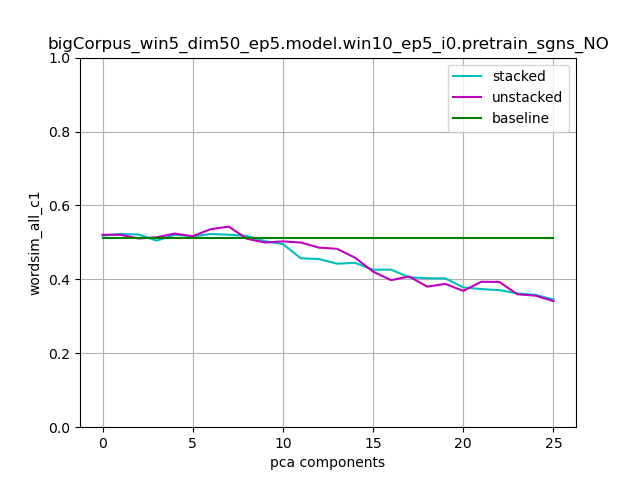 bigCorpus_win5_dim50_ep5.model.win10_ep5_i0.pretrain_sgns_NO
1.0
stacked
unstacked
baseline
0.8
0.6
wordsim_all_c1
0.4
0.2
0.0
0 5 10 15 20 25
pca components